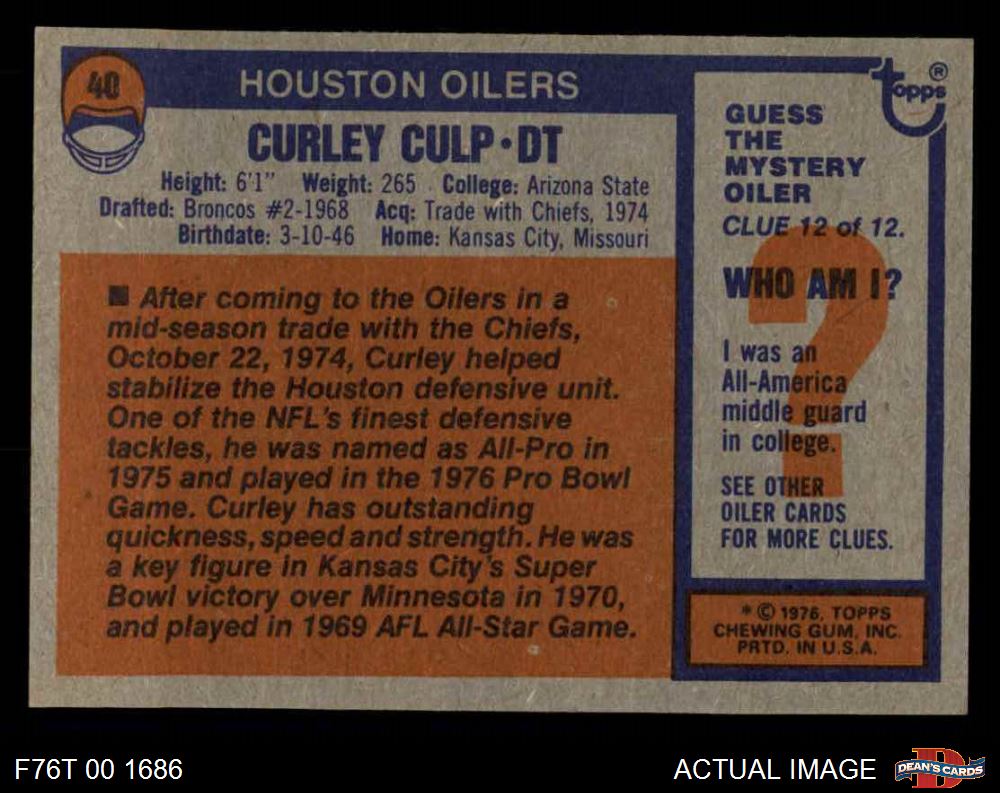 40
HOUSTON OILERS
CURLEY CULP•DT
Height: 6'1" Weight: 265 College: Arizona State
Drafted: Broncos #2-1968 Acq: Trade with Chiefs, 1974
Birthdate: 3-10-46 Home: Kansas City, Missouri
■ After coming to the Oilers in a
mid-season trade with the Chiefs,
October 22, 1974, Curley helped
stabilize the Houston defensive unit.
One of the NFL's finest defensive
tackles, he was named as All-Pro in
1975 and played in the 1976 Pro Bowl
Game. Curley has outstanding
quickness, speed and strength. He was
a key figure in Kansas City's Super
Bowl victory over Minnesota in 1970,
and played in 1969 AFL All-Star Game.
topps ®
GUESS
THE
MYSTERY
OILER
CLUE 12 of 12.
?
WHO AM I?
I was an
All-America
middle guard
in college.
SEE OTHER
OILER CARDS
FOR MORE CLUES.
* © 1976, TOPPS
CHEWING GUM, INC.
PRTD. IN U.S.A.
F76T 00 1686
ACTUAL IMAGE
D
DEAN'S CARDS